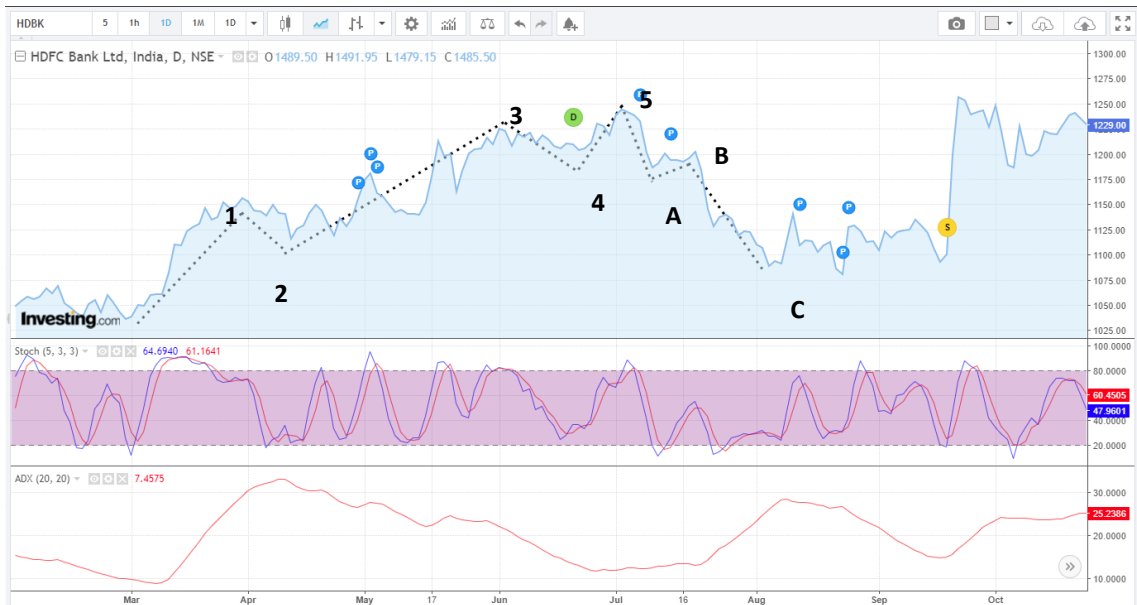 HDBK 5 1h 1D 1M 1D
HDFC Bank Ltd, India, D, NSE O1489.50 H1491.95 L1479.15 C1485.50
1300.00
1275.00
1250.00
1229.00
1200.00
1175.00
1150.00
1125.00
1100.00
1075.00
1050.00
1025.00
P
5
D
3
P
P
B
P
P
1
4
A
P
P
S
P
2
C
Investing.com
Stoch (5, 3, 3) 64.6940 61.1641
100.0000
80.0000
60.4505
47.9601
20.0000
ADX (20, 20) 7.4575
30.0000
25.2386
20.0000
10.0000
Mar Apr May 17 Jun Jul 16 Aug Sep Oct